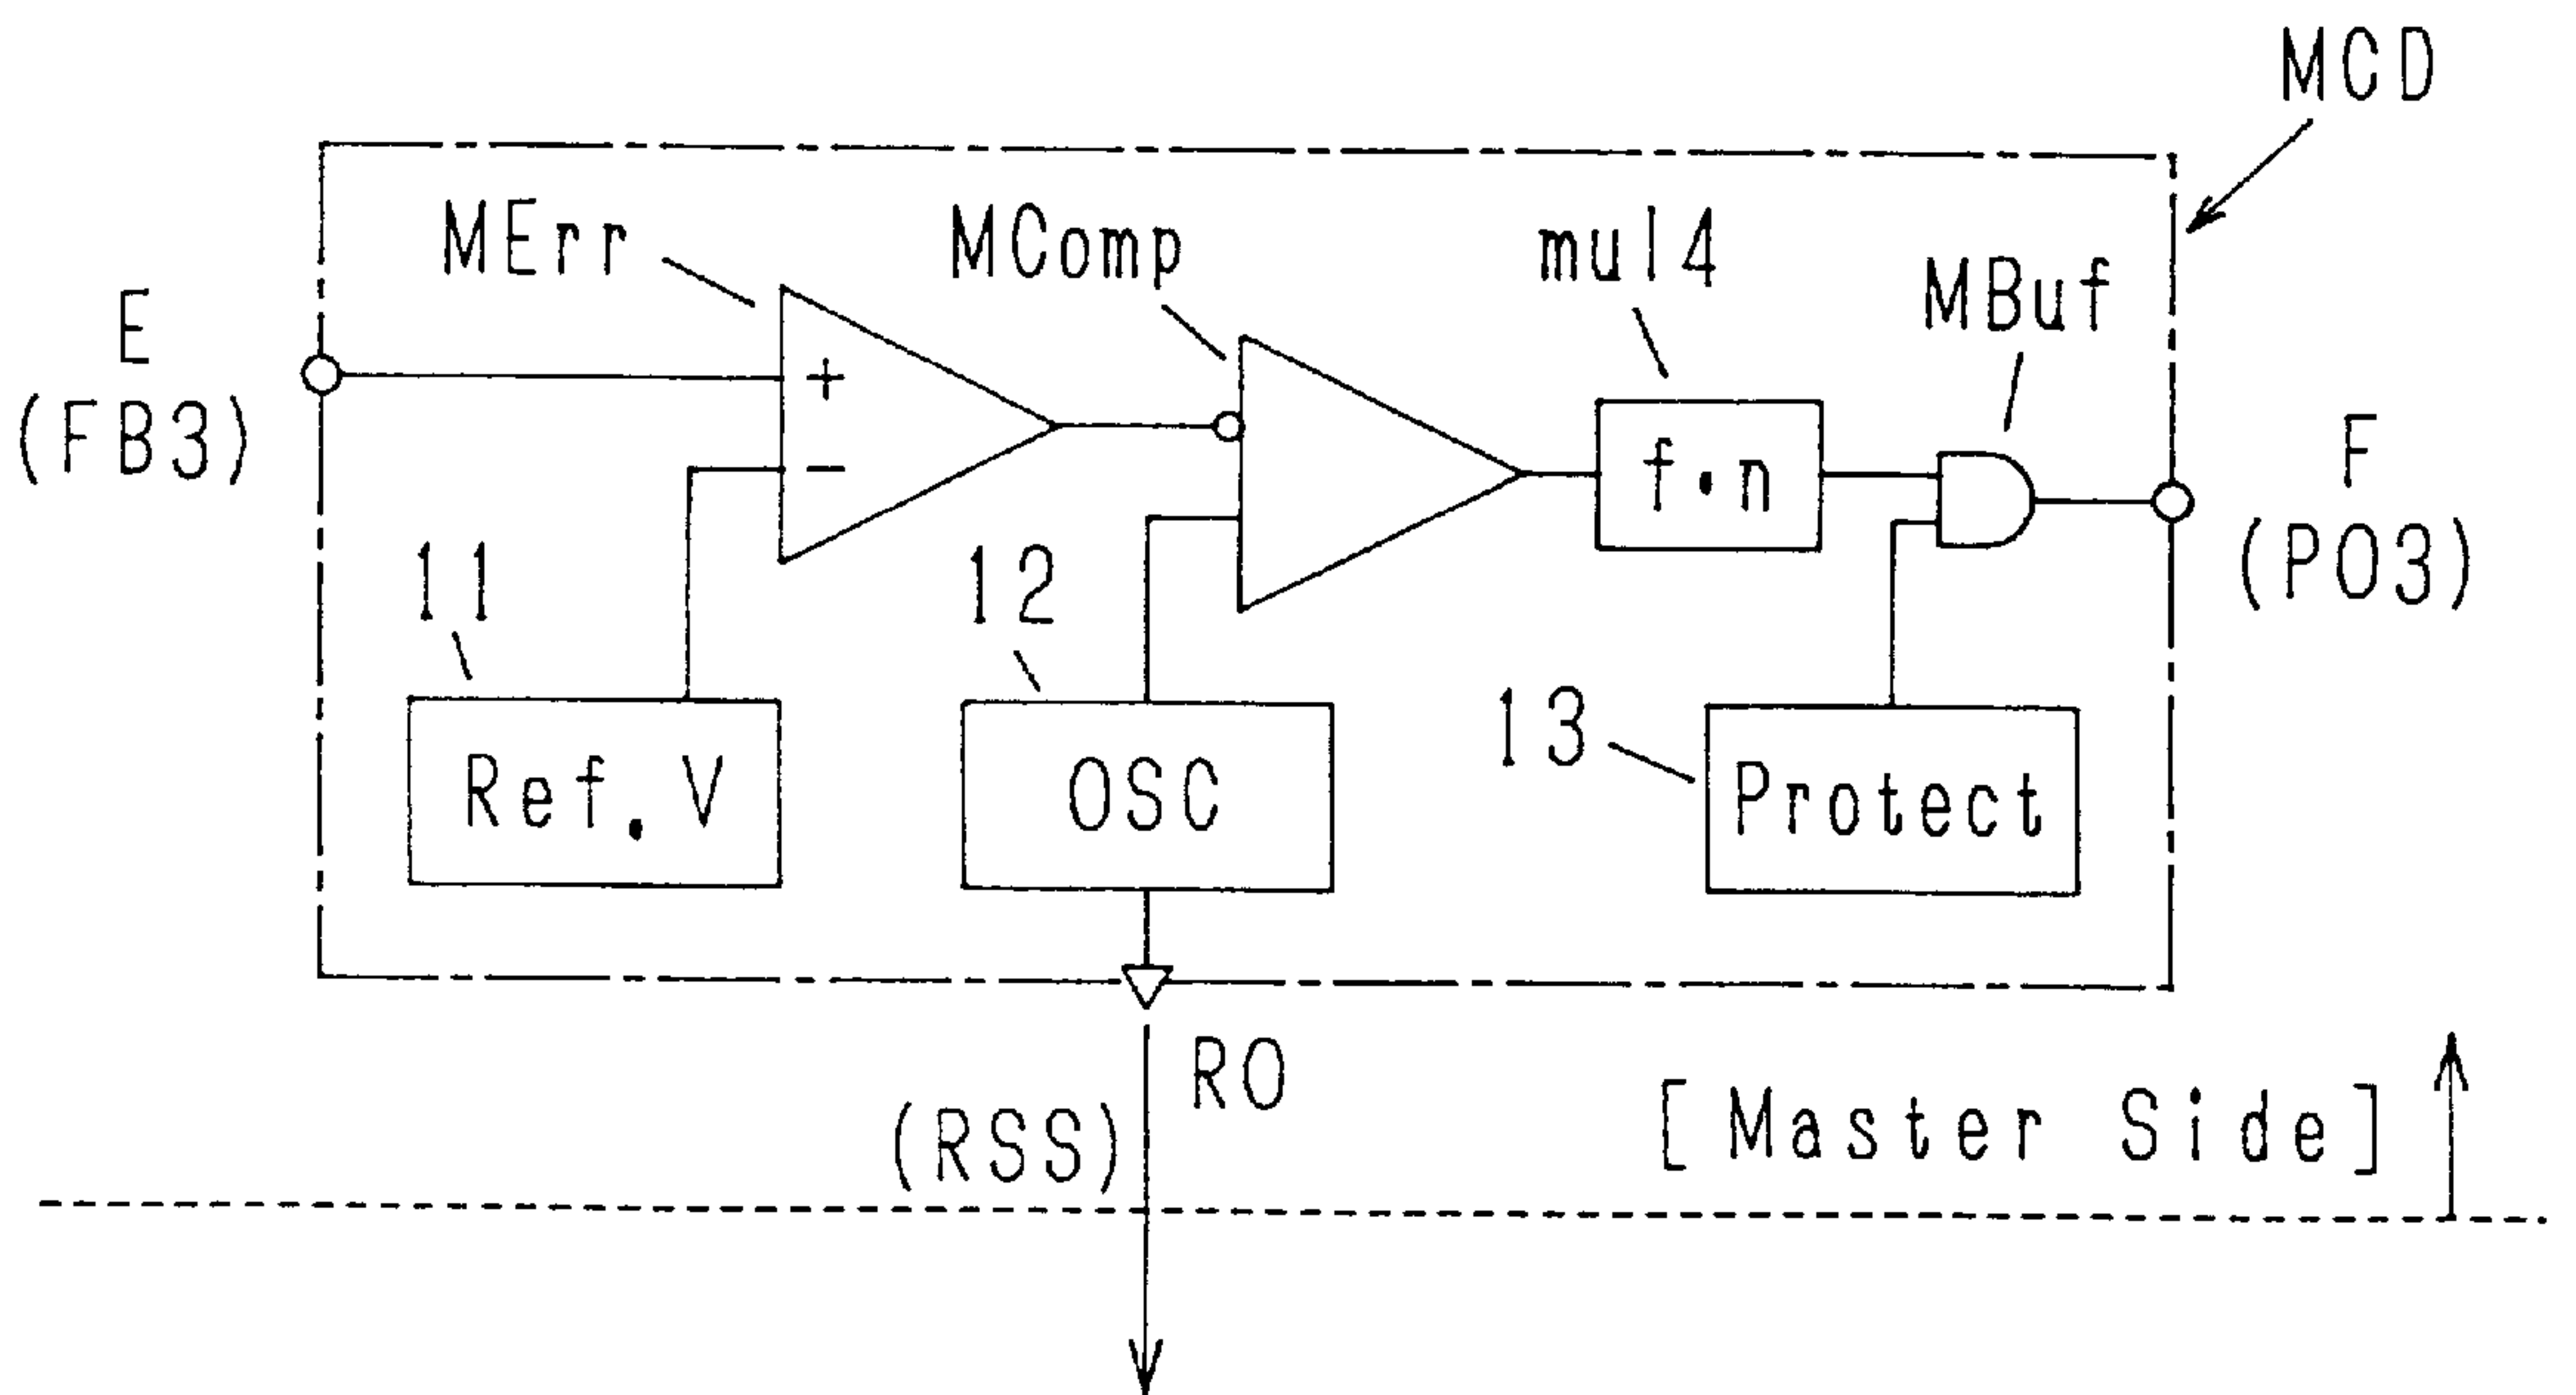 MCD
MErr
MComp
mul4
MBuf
E
(FB3)
+
−
f·n
F
(PO3)
11
12
13
Ref.V
OSC
Protect
RO
(RSS)
[Master Side]